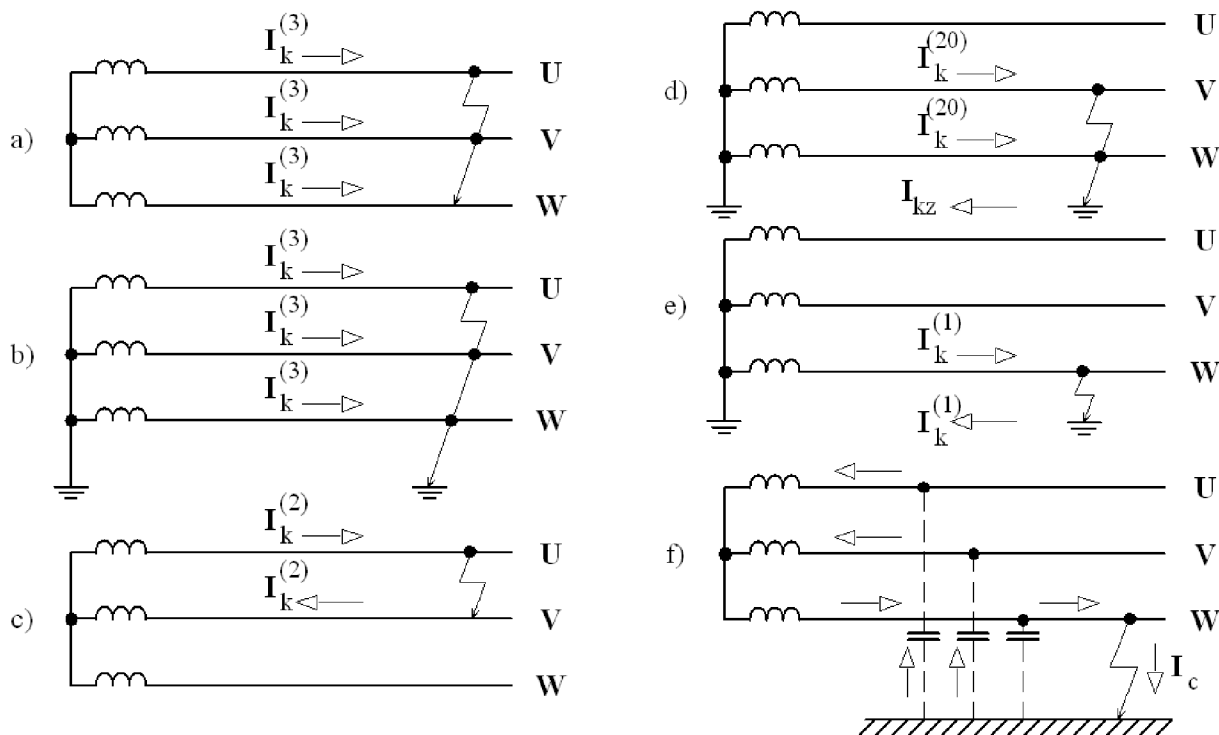 a)
I_k^(3)
U
I_k^(3)
V
I_k^(3)
W
b)
I_k^(3)
U
I_k^(3)
V
I_k^(3)
W
c)
I_k^(2)
U
I_k^(2)
V
W
d)
U
I_k^(20)
V
I_k^(20)
W
I_kz
e)
U
V
I_k^(1)
W
I_k^(1)
f)
U
V
W
I_c